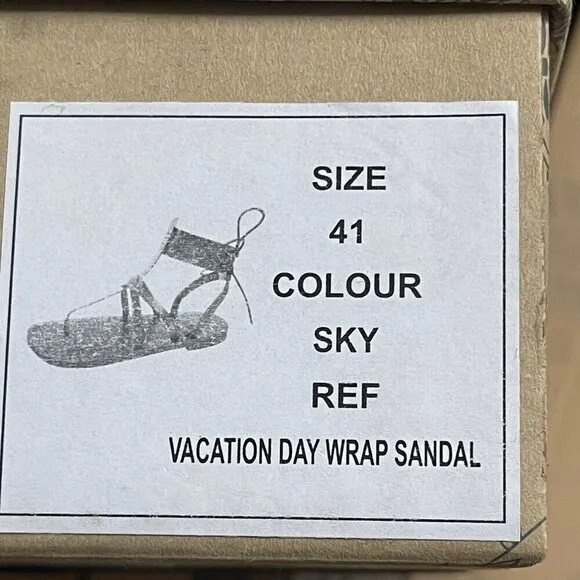 SIZE
41
COLOUR
SKY
REF
VACATION DAY WRAP SANDAL